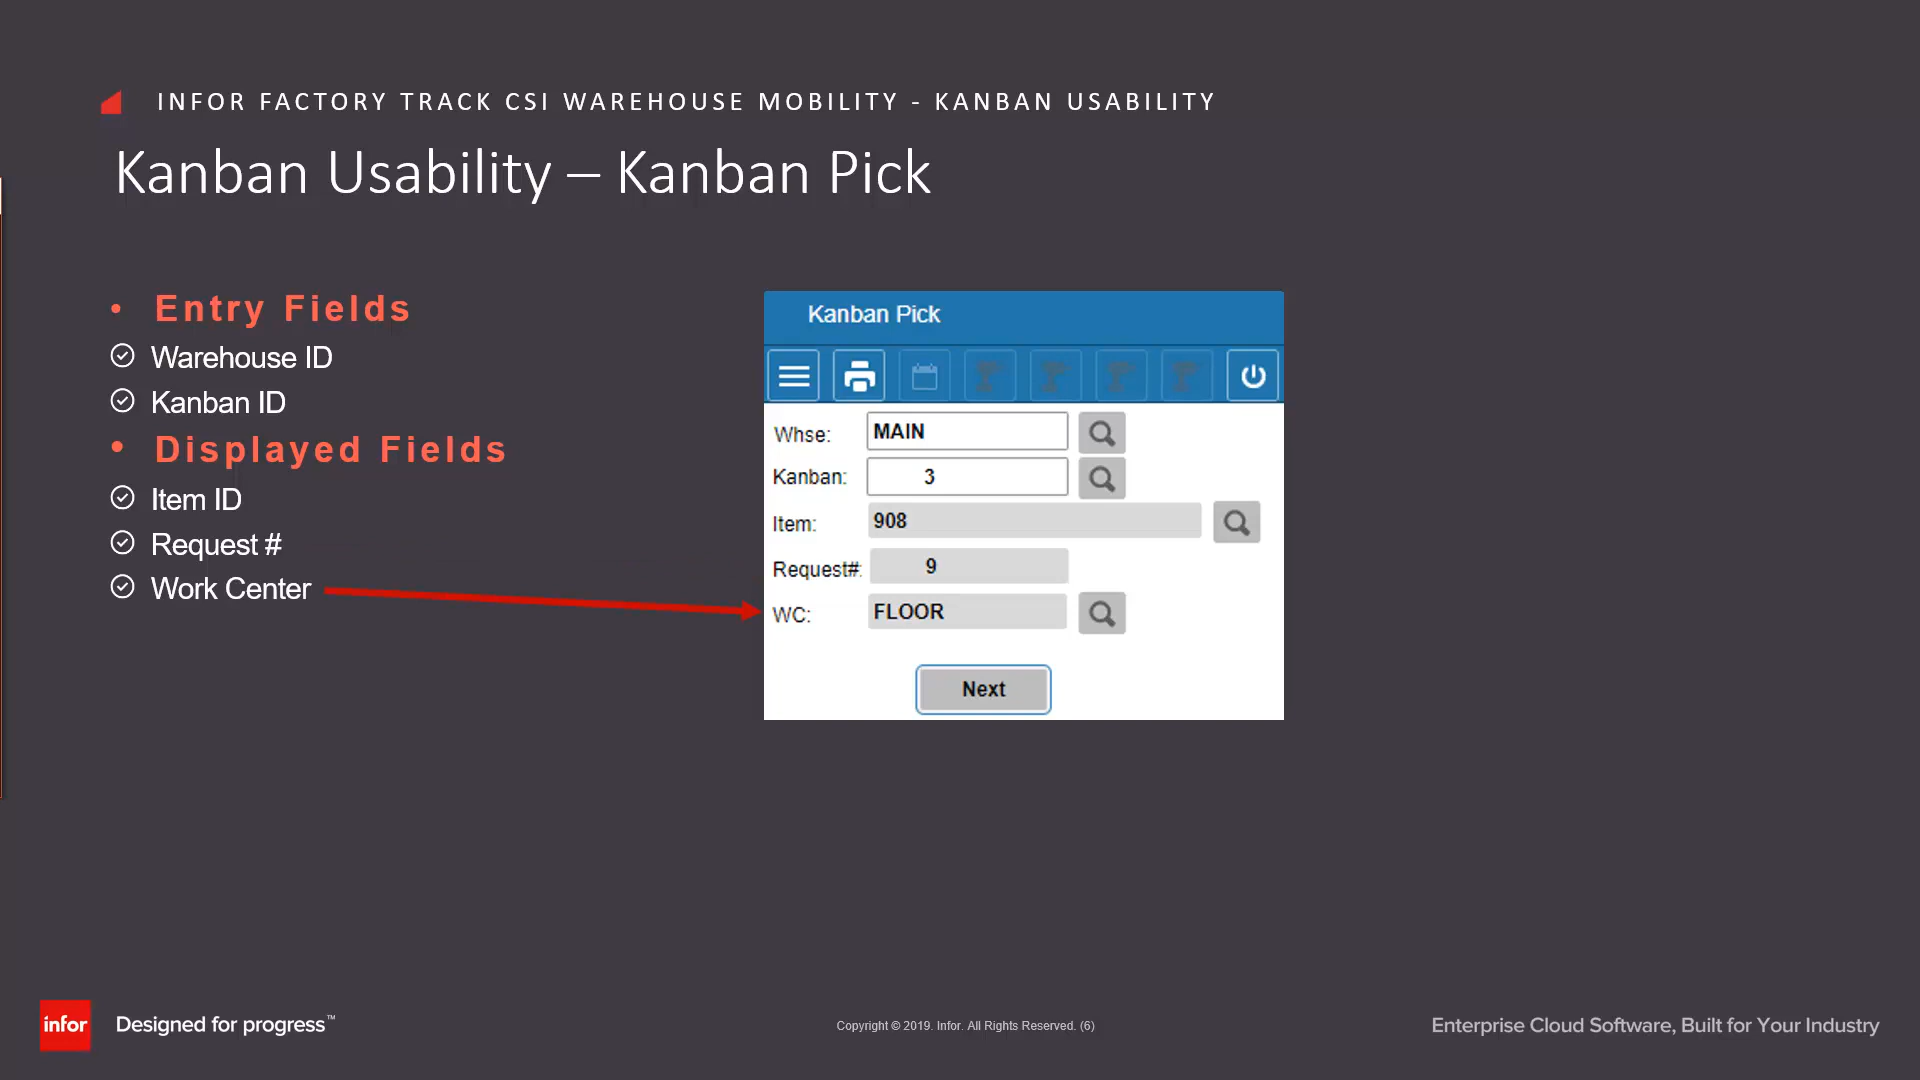 INFOR FACTORY TRACK CSI WAREHOUSE MOBILITY - KANBAN USABILITY
Kanban Usability – Kanban Pick
• Entry Fields
Warehouse ID
Kanban ID
• Displayed Fields
Item ID
Request #
Work Center
Kanban Pick
Whse: MAIN
Kanban: 3
Item: 908
Request#: 9
WC: FLOOR
Next
infor Designed for progress™
Copyright © 2019. Infor. All Rights Reserved. (6)
Enterprise Cloud Software, Built for Your Industry